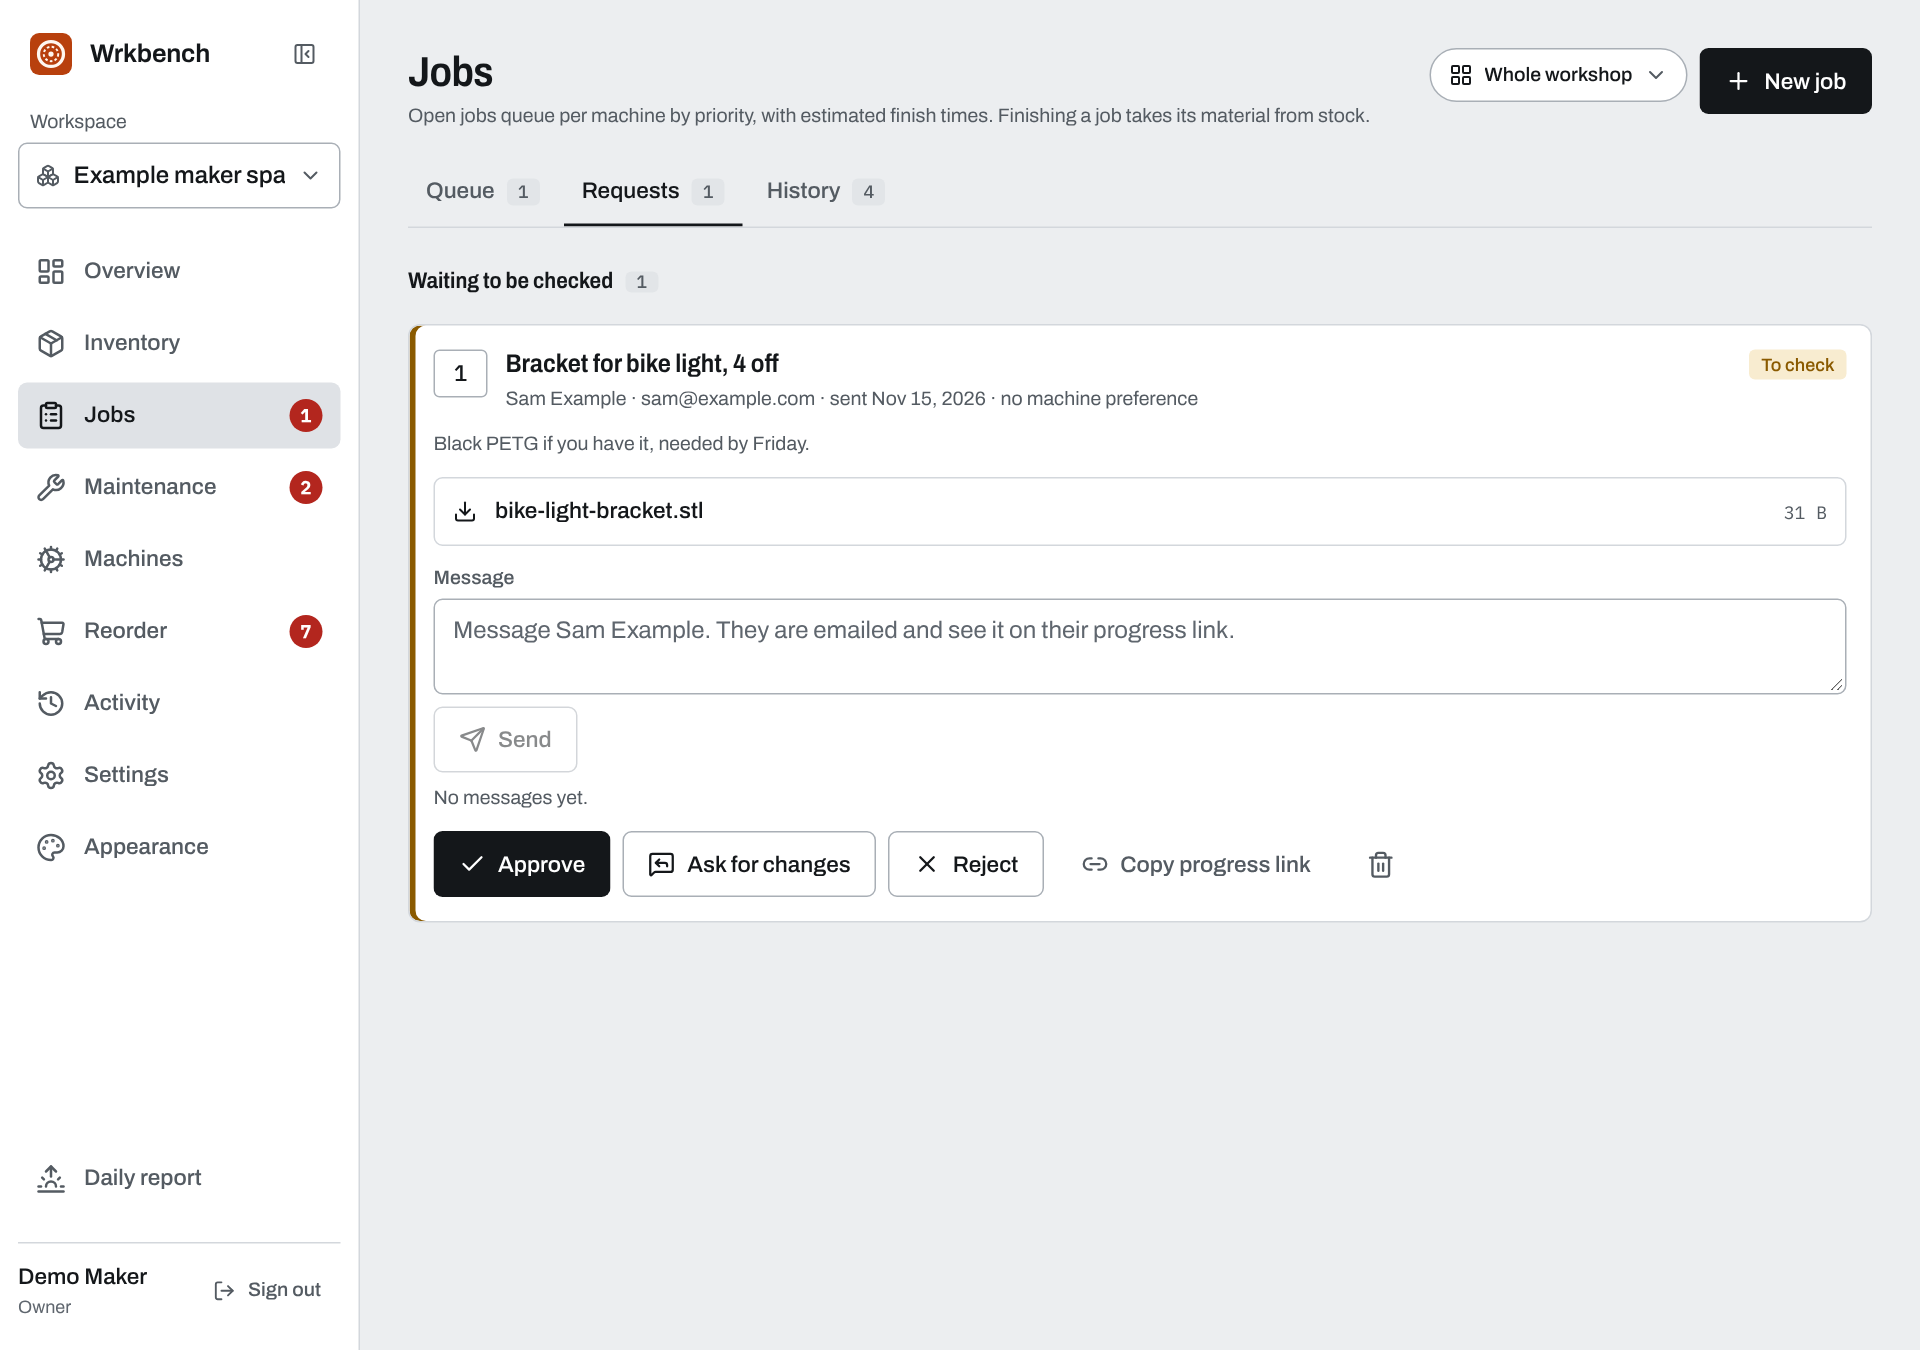 Wrkbench
Workspace
Example maker spa
Overview
Inventory
Jobs 1
Maintenance 2
Machines
Reorder 7
Activity
Settings
Appearance
Daily report
Demo Maker
Owner
Sign out
Jobs
Open jobs queue per machine by priority, with estimated finish times. Finishing a job takes its material from stock.
Whole workshop
New job
Queue 1
Requests 1
History 4
Waiting to be checked 1
1
Bracket for bike light, 4 off
To check
Sam Example · sam@example.com · sent Nov 15, 2026 · no machine preference
Black PETG if you have it, needed by Friday.
bike-light-bracket.stl
31 B
Message
Message Sam Example. They are emailed and see it on their progress link.
Send
No messages yet.
Approve
Ask for changes
Reject
Copy progress link